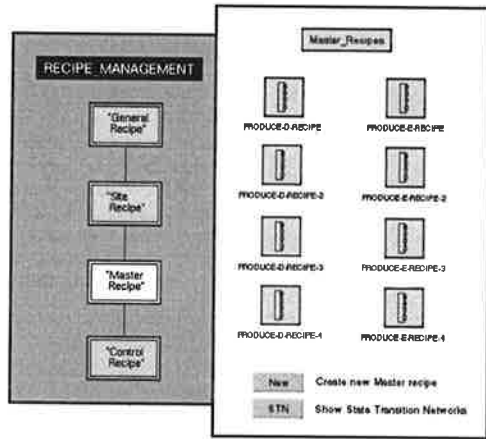 RECIPE_MANAGEMENT
"General
Recipe"
"Site
Recipe"
"Master
Recipe"
"Control
Recipe"
Master_Recipes
PRODUCE-D-RECIPE
PRODUCE-E-RECIPE
PRODUCE-D-RECIPE-2
PRODUCE-E-RECIPE-2
PRODUCE-D-RECIPE-3
PRODUCE-E-RECIPE-3
PRODUCE-D-RECIPE-4
PRODUCE-E-RECIPE-4
New Create new Master recipe
STN Show State Transition Networks